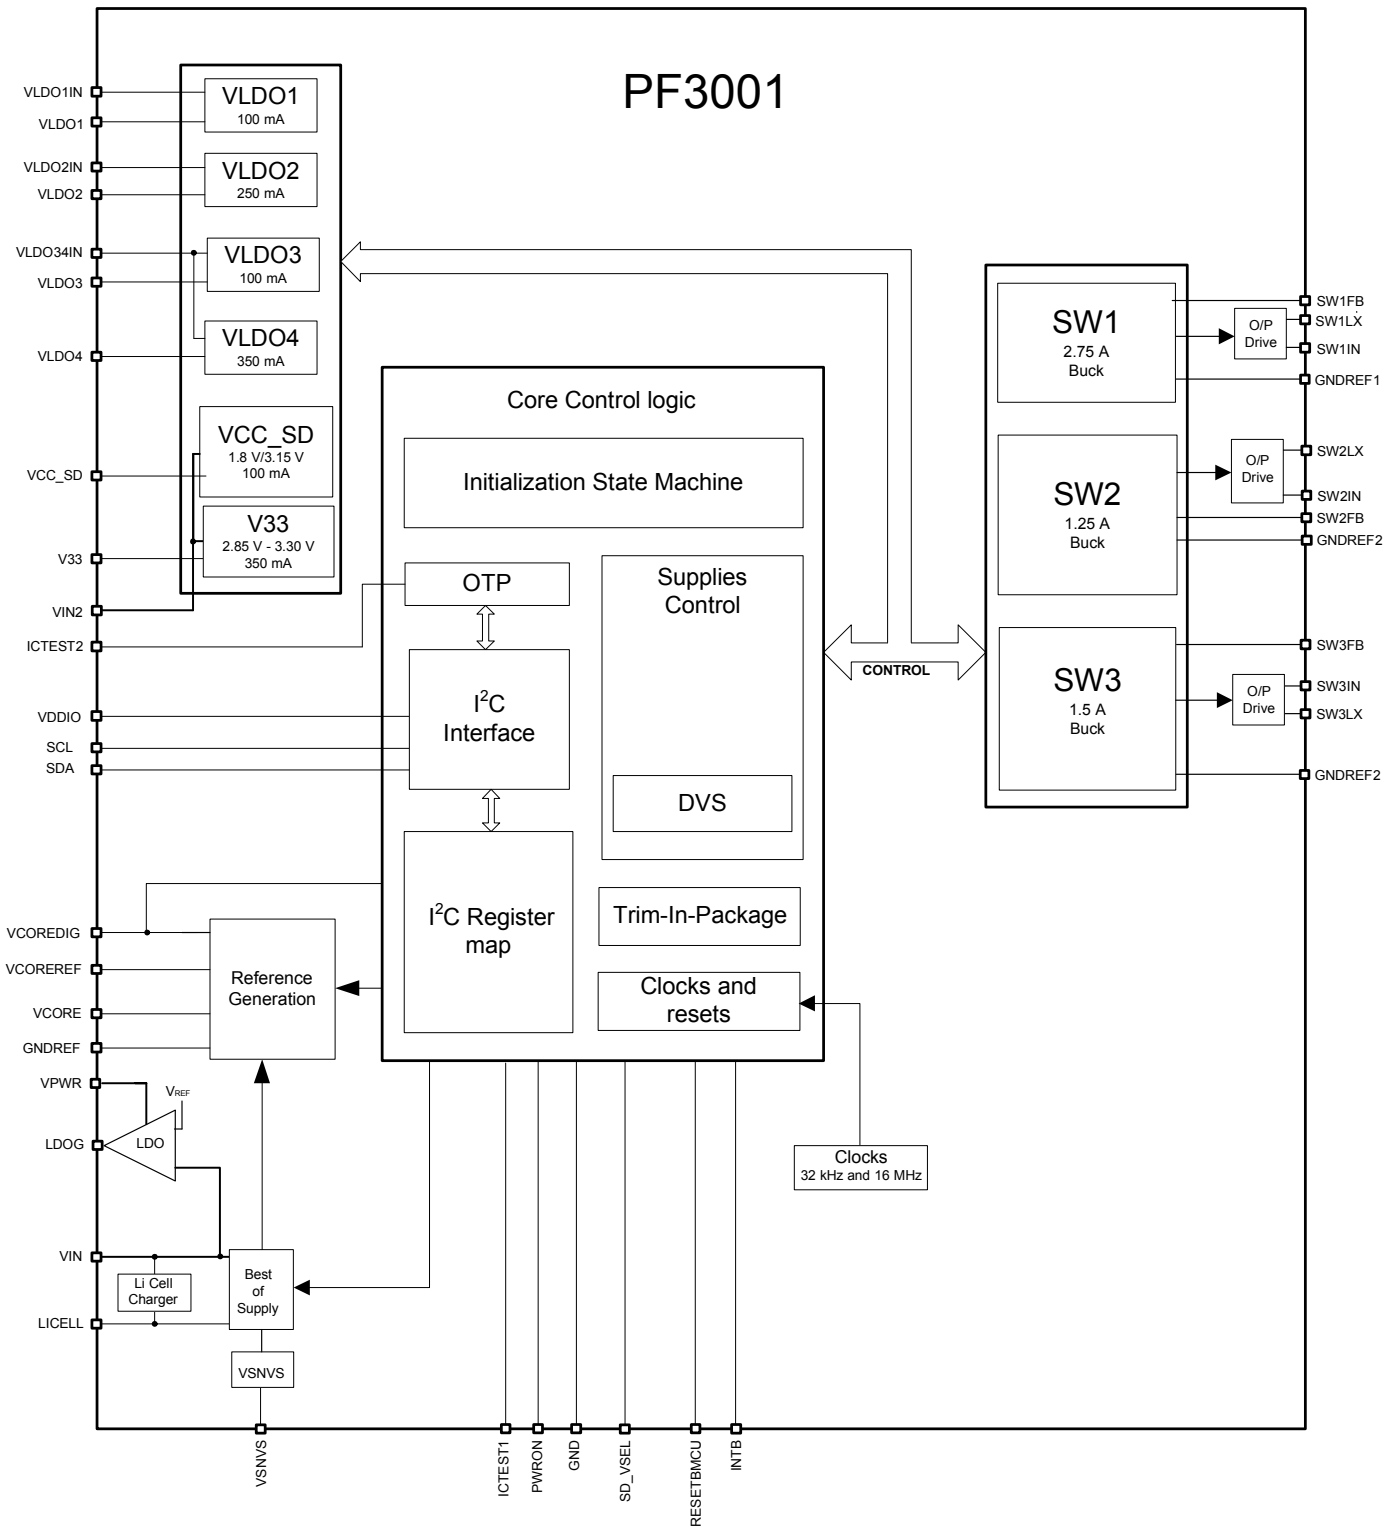 PF3001
VLDO1IN
VLDO1
VLDO1
100 mA
VLDO2IN
VLDO2
VLDO2
250 mA
VLDO34IN
VLDO3
VLDO3
100 mA
VLDO4
VLDO4
350 mA
VCC_SD
VCC_SD
1.8 V/3.15 V
100 mA
V33
V33
2.85 V - 3.30 V
350 mA
VIN2
ICTEST2
VDDIO
SCL
SDA
Core Control logic
Initialization State Machine
OTP
I²C
Interface
I²C Register
map
Supplies
Control
DVS
Trim-In-Package
Clocks and
resets
CONTROL
SW1
2.75 A
Buck
O/P
Drive
SW1FB
SW1LX
SW1IN
GNDREF1
SW2
1.25 A
Buck
O/P
Drive
SW2LX
SW2IN
SW2FB
GNDREF2
SW3
1.5 A
Buck
O/P
Drive
SW3FB
SW3IN
SW3LX
GNDREF2
VCOREDIG
VCOREREF
VCORE
GNDREF
Reference
Generation
VPWR
VREF
LDOG
LDO
Clocks
32 kHz and 16 MHz
VIN
Li Cell
Charger
LICELL
Best
of
Supply
VSNVS
VSNVS
ICTEST1
PWRON
GND
SD_VSEL
RESETBMCU
INTB